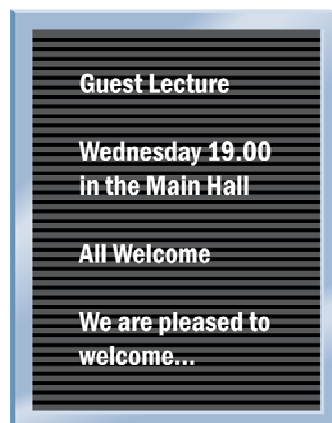 Guest Lecture
Wednesday 19.00
in the Main Hall
All Welcome
We are pleased to
welcome...